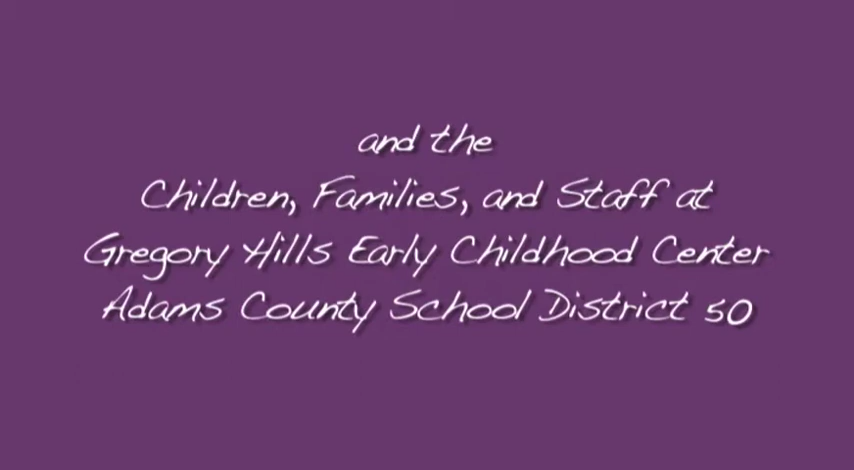 and the
Children, Families, and Staff at
Gregory Hills Early Childhood Center
Adams County School District 50